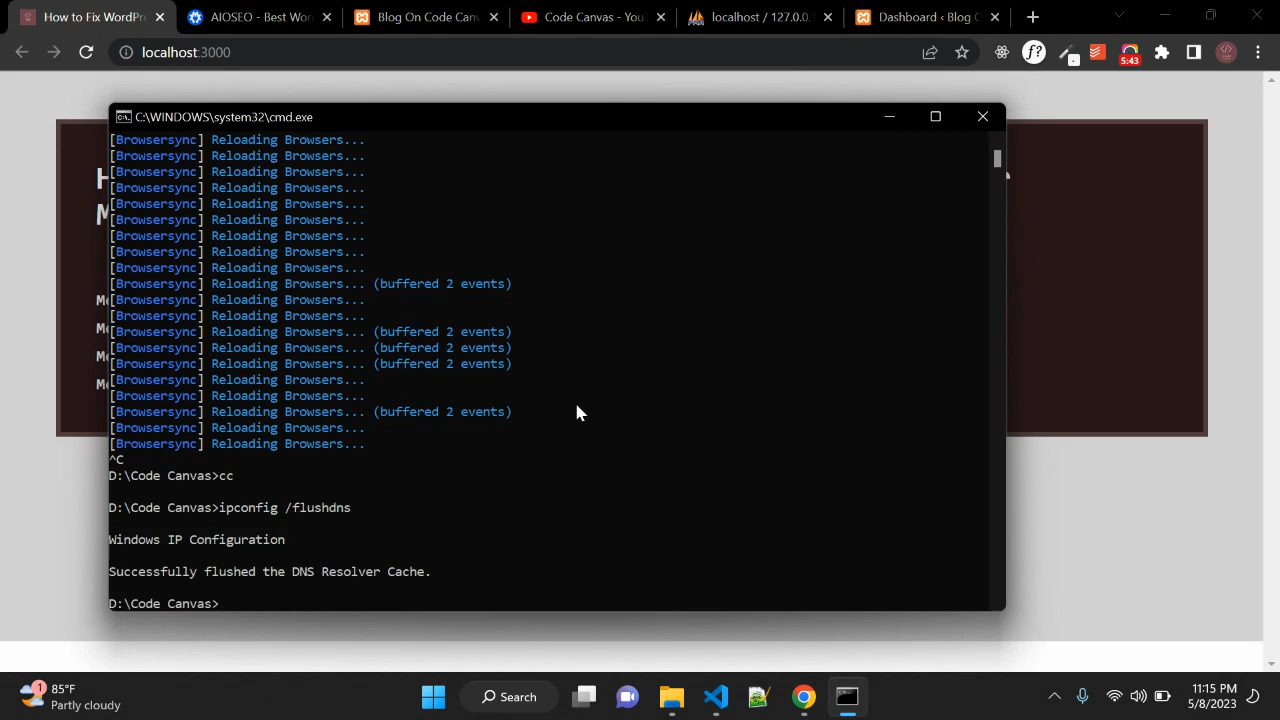 How to Fix WordPr
AIOSEO - Best Wor
Blog On Code Canv
Code Canvas - You
localhost / 127.0.0.
Dashboard ‹ Blog O
localhost:3000
f?
5:43
C:\WINDOWS\system32\cmd.exe
[Browsersync] Reloading Browsers...
[Browsersync] Reloading Browsers...
[Browsersync] Reloading Browsers...
[Browsersync] Reloading Browsers...
[Browsersync] Reloading Browsers...
[Browsersync] Reloading Browsers...
[Browsersync] Reloading Browsers...
[Browsersync] Reloading Browsers...
[Browsersync] Reloading Browsers...
[Browsersync] Reloading Browsers... (buffered 2 events)
[Browsersync] Reloading Browsers...
[Browsersync] Reloading Browsers...
[Browsersync] Reloading Browsers... (buffered 2 events)
[Browsersync] Reloading Browsers... (buffered 2 events)
[Browsersync] Reloading Browsers... (buffered 2 events)
[Browsersync] Reloading Browsers...
[Browsersync] Reloading Browsers...
[Browsersync] Reloading Browsers... (buffered 2 events)
[Browsersync] Reloading Browsers...
[Browsersync] Reloading Browsers...
^C
D:\Code Canvas>cc
D:\Code Canvas>ipconfig /flushdns
Windows IP Configuration
Successfully flushed the DNS Resolver Cache.
D:\Code Canvas>
1
85°F
Partly cloudy
Search
11:15 PM
5/8/2023